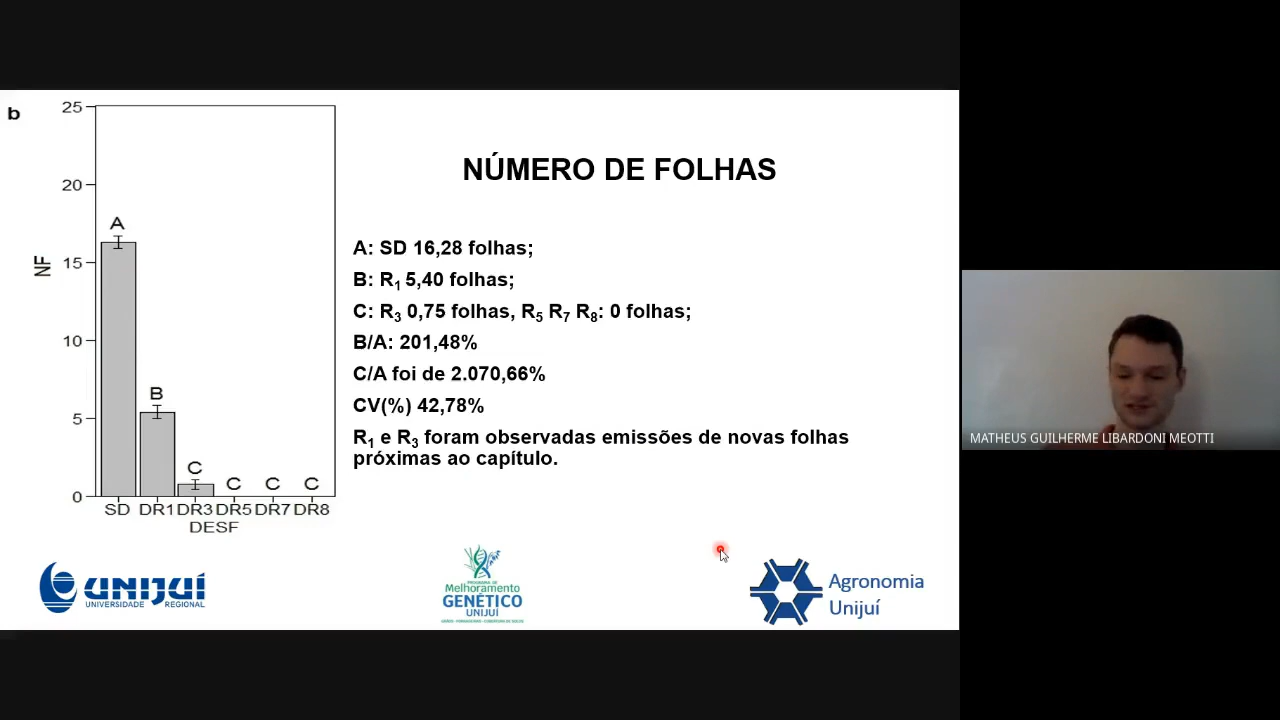 b
25
20
15
10
5
0
NF
A
B
C
C
C
C
SD DR1 DR3 DR5 DR7 DR8
DESF
NÚMERO DE FOLHAS
A: SD 16,28 folhas;
B: R1 5,40 folhas;
C: R3 0,75 folhas, R5 R7 R8: 0 folhas;
B/A: 201,48%
C/A foi de 2.070,66%
CV(%) 42,78%
R1 e R3 foram observadas emissões de novas folhas
próximas ao capítulo.
UNIJUÍ
UNIVERSIDADE REGIONAL
PROGRAMA DE
Melhoramento
GENÉTICO
UNIJUÍ
Agronomia
Unijuí
MATHEUS GUILHERME LIBARDONI MEOTTI